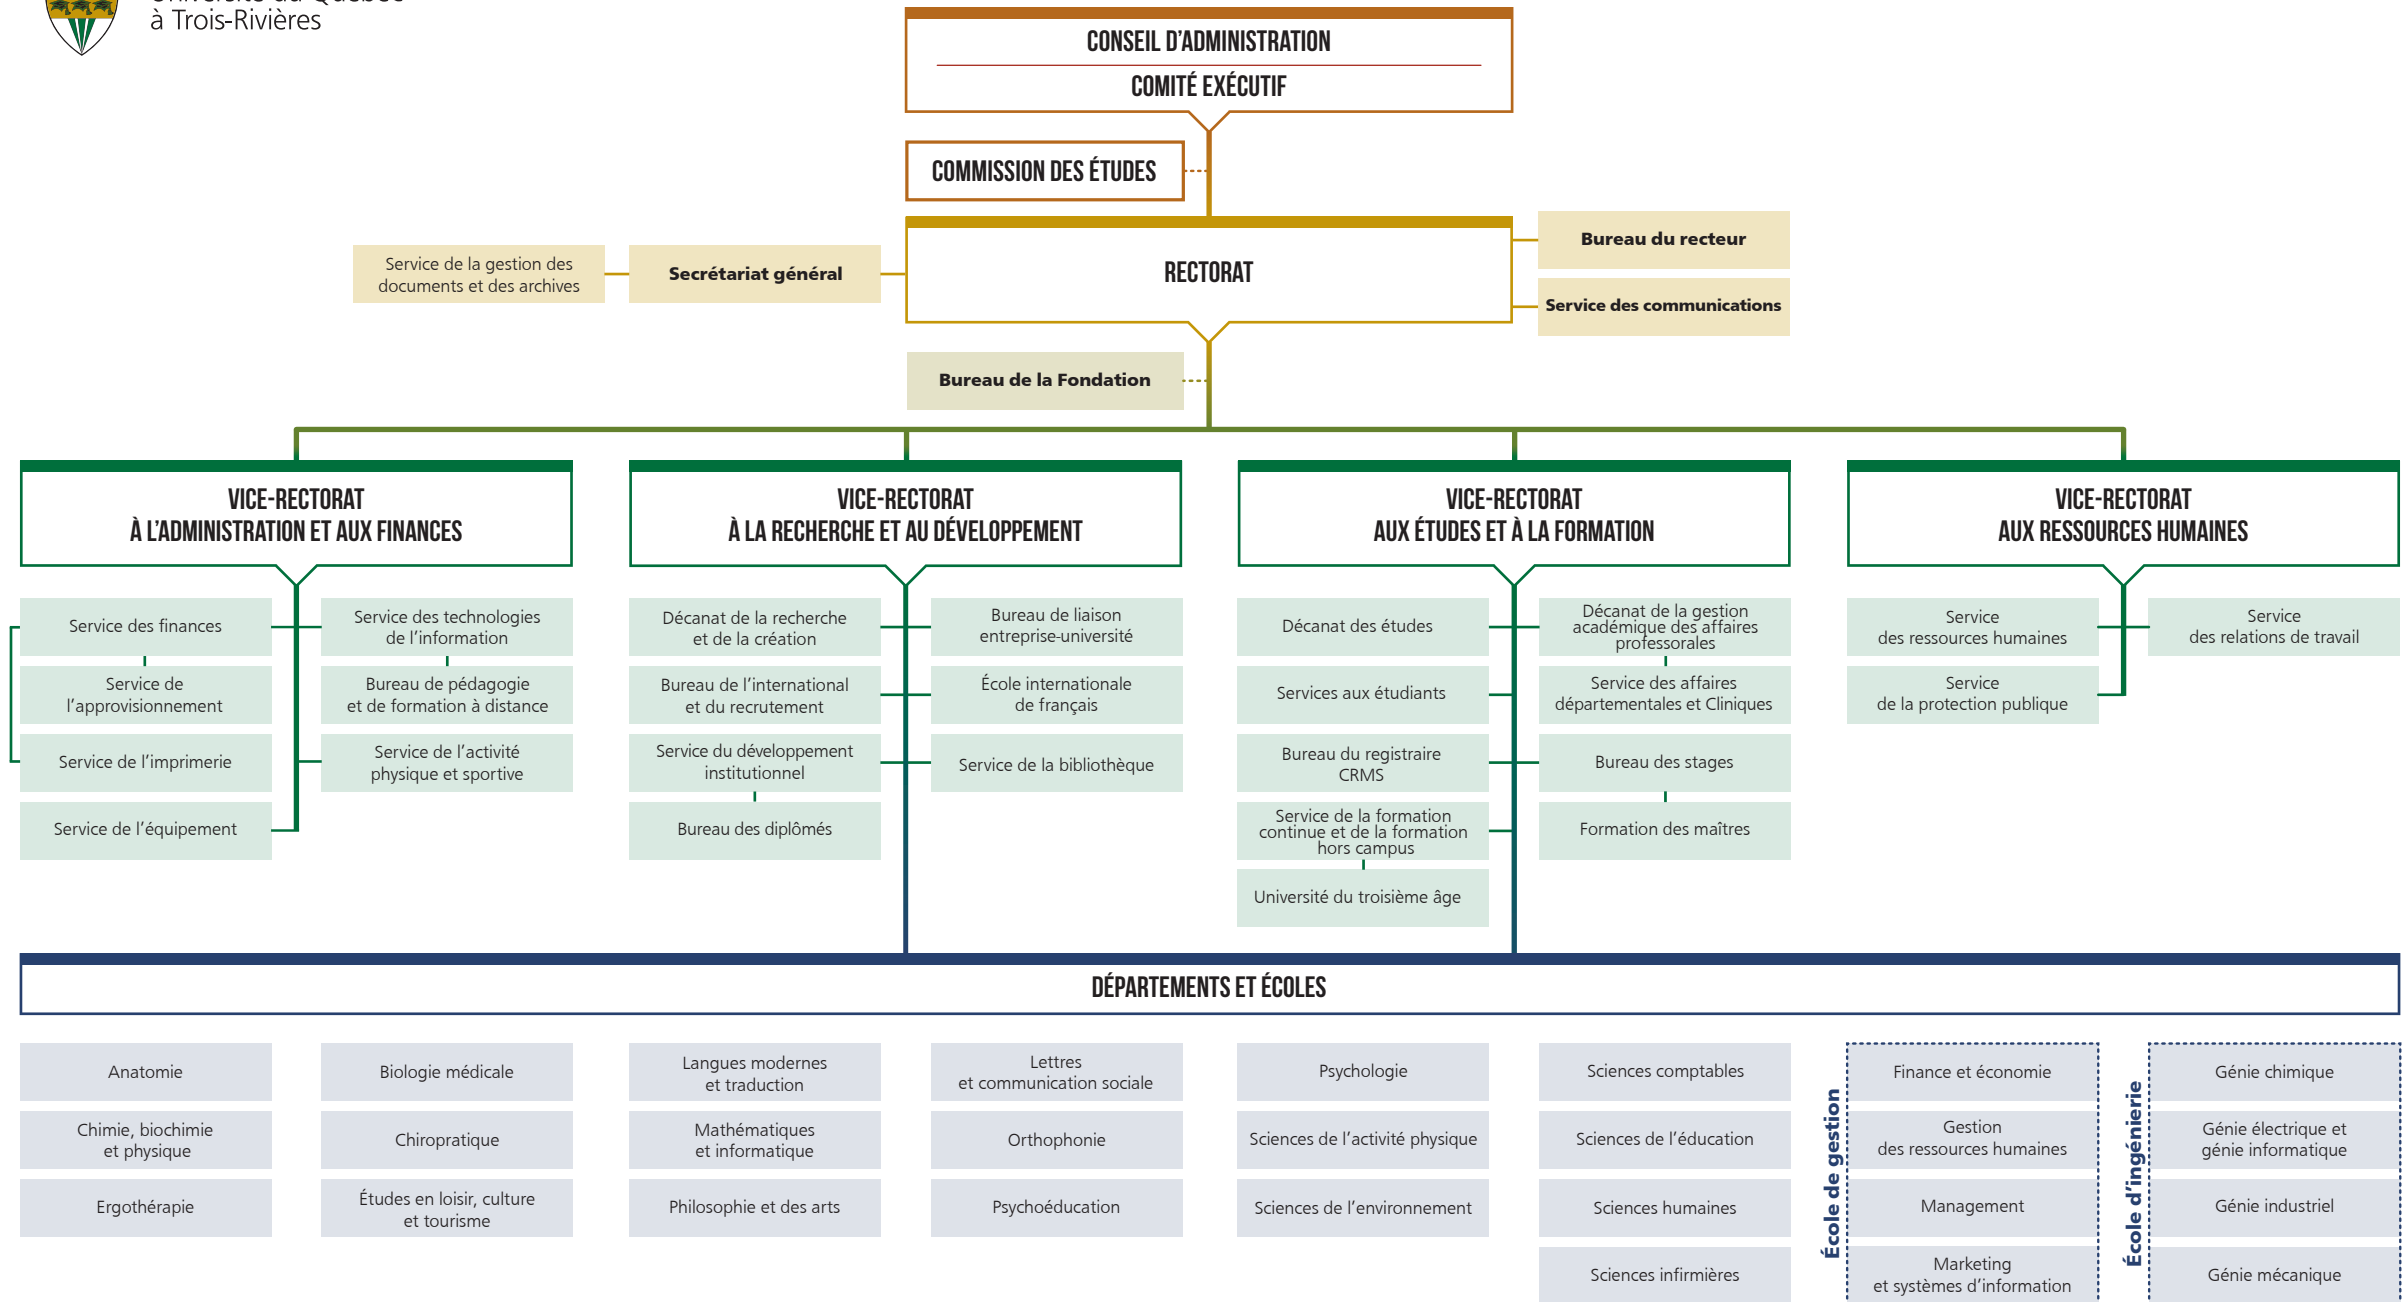 Université du Québec
à Trois-Rivières
CONSEIL D'ADMINISTRATION
COMITÉ EXÉCUTIF
COMMISSION DES ÉTUDES
Service de la gestion des
documents et des archives
Secrétariat général
RECTORAT
Bureau du recteur
Service des communications
Bureau de la Fondation
VICE-RECTORAT
À L'ADMINISTRATION ET AUX FINANCES
VICE-RECTORAT
À LA RECHERCHE ET AU DÉVELOPPEMENT
VICE-RECTORAT
AUX ÉTUDES ET À LA FORMATION
VICE-RECTORAT
AUX RESSOURCES HUMAINES
Service des finances
Service des technologies
de l'information
Service de
l'approvisionnement
Bureau de pédagogie
et de formation à distance
Service de l'imprimerie
Service de l'activité
physique et sportive
Service de l'équipement
Décanat de la recherche
et de la création
Bureau de liaison
entreprise-université
Bureau de l'international
et du recrutement
École internationale
de français
Service du développement
institutionnel
Service de la bibliothèque
Bureau des diplômés
Décanat des études
Décanat de la gestion
académique des affaires
professorales
Services aux étudiants
Service des affaires
départementales et Cliniques
Bureau du registraire
CRMS
Bureau des stages
Service de la formation
continue et de la formation
hors campus
Formation des maîtres
Université du troisième âge
Service
des ressources humaines
Service
des relations de travail
Service
de la protection publique
DÉPARTEMENTS ET ÉCOLES
Anatomie
Biologie médicale
Langues modernes
et traduction
Lettres
et communication sociale
Psychologie
Sciences comptables
Chimie, biochimie
et physique
Chiropratique
Mathématiques
et informatique
Orthophonie
Sciences de l'activité physique
Sciences de l'éducation
Ergothérapie
Études en loisir, culture
et tourisme
Philosophie et des arts
Psychoéducation
Sciences de l'environnement
Sciences humaines
Sciences infirmières
École de gestion
Finance et économie
Gestion
des ressources humaines
Management
Marketing
et systèmes d'information
École d'ingénierie
Génie chimique
Génie électrique et
génie informatique
Génie industriel
Génie mécanique